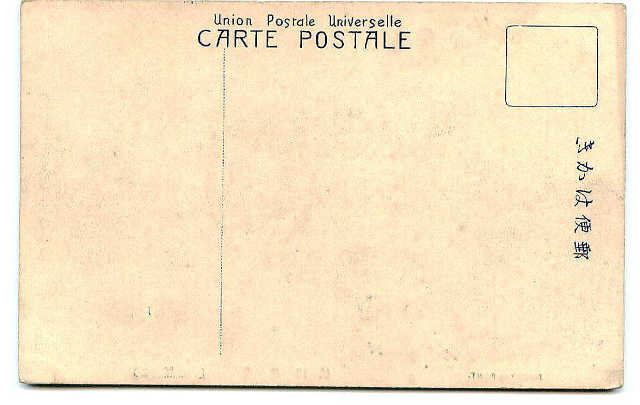 Union Postale Universelle
CARTE POSTALE
郵便はかき